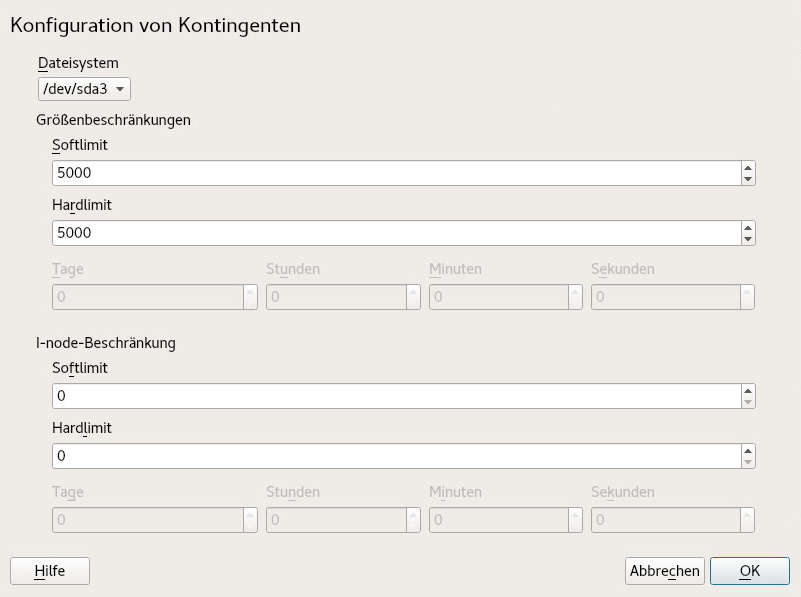 Konfiguration von Kontingenten
Dateisystem
/dev/sda3
Größenbeschränkungen
Softlimit
5000
Hardlimit
5000
Tage Stunden Minuten Sekunden
0 0 0 0
I-node-Beschränkung
Softlimit
0
Hardlimit
0
Tage Stunden Minuten Sekunden
0 0 0 0
Hilfe Abbrechen OK